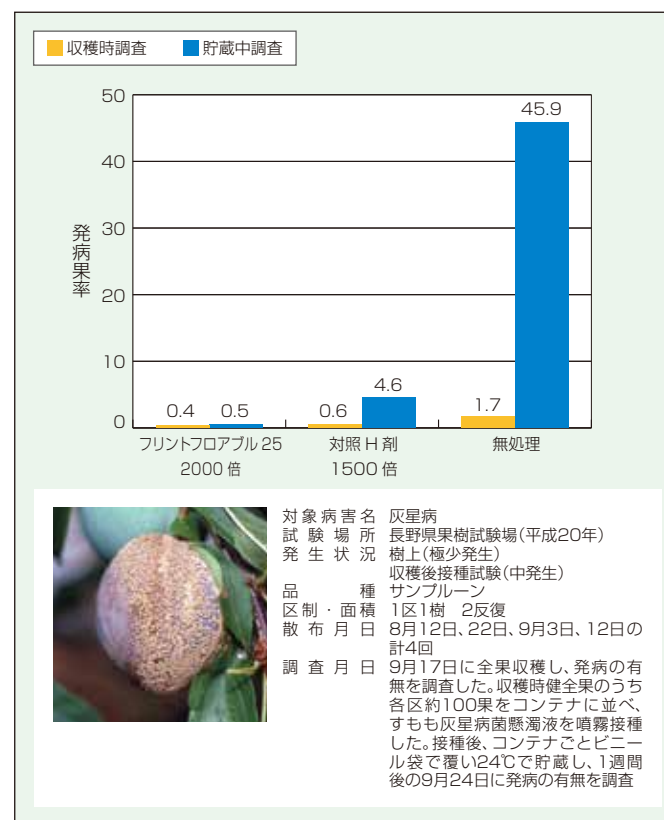 収穫時調査 貯蔵中調査
50
40
30
20
10
0
発病果率
0.4 0.5
0.6 4.6
1.7 45.9
フリントフロアブル25 対照H剤 無処理
2000倍 1500倍
対象病害名 灰星病
試験場所 長野県果樹試験場(平成20年)
発生状況 樹上(極少発生)
収穫後接種試験(中発生)
品種 サンプルーン
区制・面積 1区1樹 2反復
散布月日 8月12日、22日、9月3日、12日の
計4回
調査月日 9月17日に全果収穫し、発病の有
無を調査した。収穫時健全果のうち
各区約100果をコンテナに並べ、
すもも灰星病菌懸濁液を噴霧接種
した。接種後、コンテナごとビニー
ル袋で覆い24℃で貯蔵し、1週間
後の9月24日に発病の有無を調査